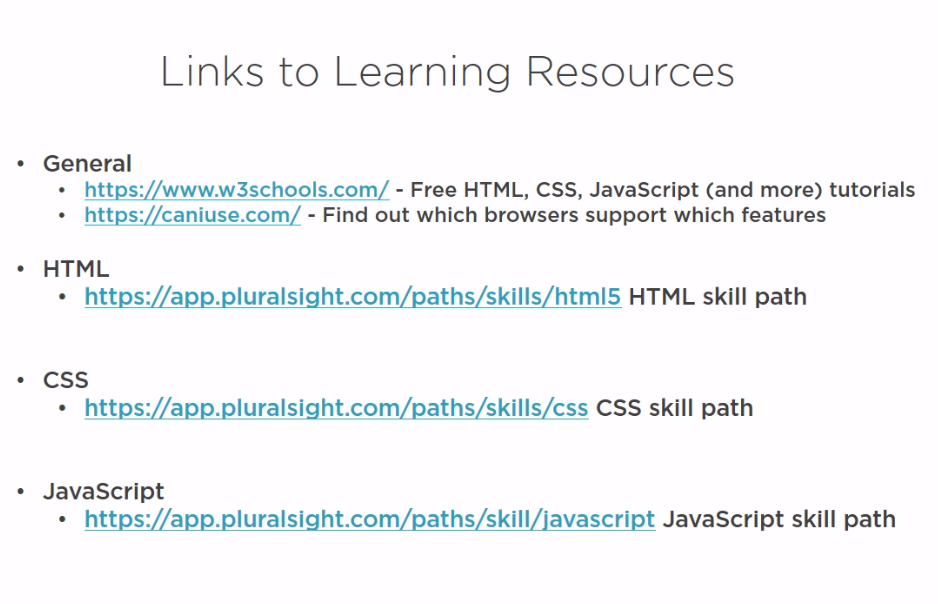 Links to Learning Resources
• General
• https://www.w3schools.com/ - Free HTML, CSS, JavaScript (and more) tutorials
• https://caniuse.com/ - Find out which browsers support which features
• HTML
• https://app.pluralsight.com/paths/skills/html5 HTML skill path
• CSS
• https://app.pluralsight.com/paths/skills/css CSS skill path
• JavaScript
• https://app.pluralsight.com/paths/skill/javascript JavaScript skill path